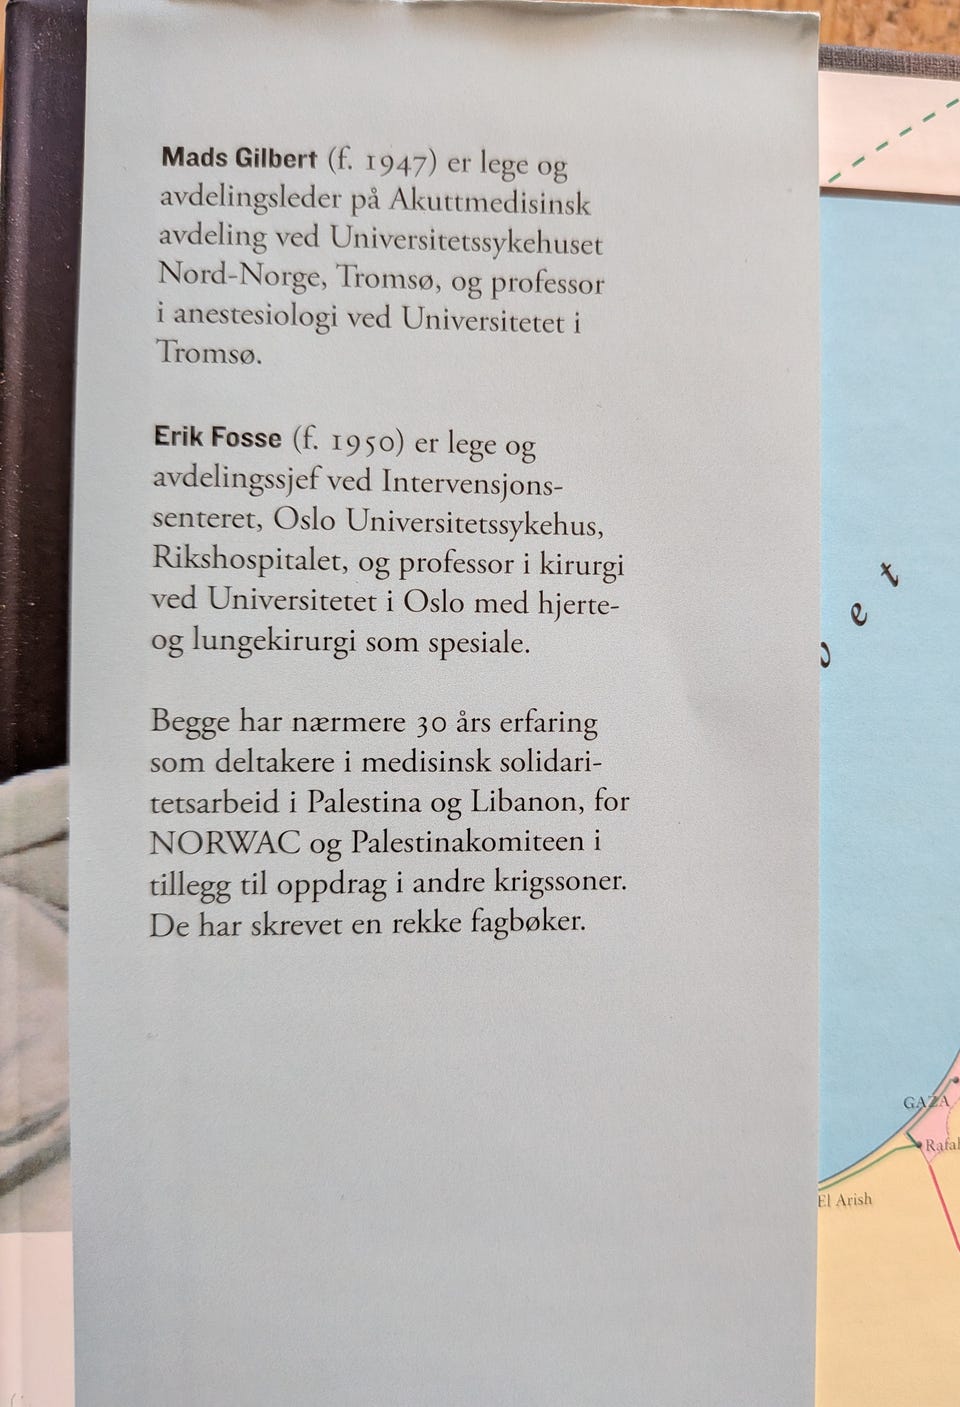 Mads Gilbert (f. 1947) er lege og
avdelingsleder på Akuttmedisinsk
avdeling ved Universitetssykehuset
Nord-Norge, Tromsø, og professor
i anestesiologi ved Universitetet i
Tromsø.
Erik Fosse (f. 1950) er lege og
avdelingssjef ved Intervensjons-
senteret, Oslo Universitetssykehus,
Rikshospitalet, og professor i kirurgi
ved Universitetet i Oslo med hjerte-
og lungekirurgi som spesiale.
Begge har nærmere 30 års erfaring
som deltakere i medisinsk solidari-
tetsarbeid i Palestina og Libanon, for
NORWAC og Palestinakomiteen i
tillegg til oppdrag i andre krigssoner.
De har skrevet en rekke fagbøker.
v e t
GAZA
Rafah
El Arish